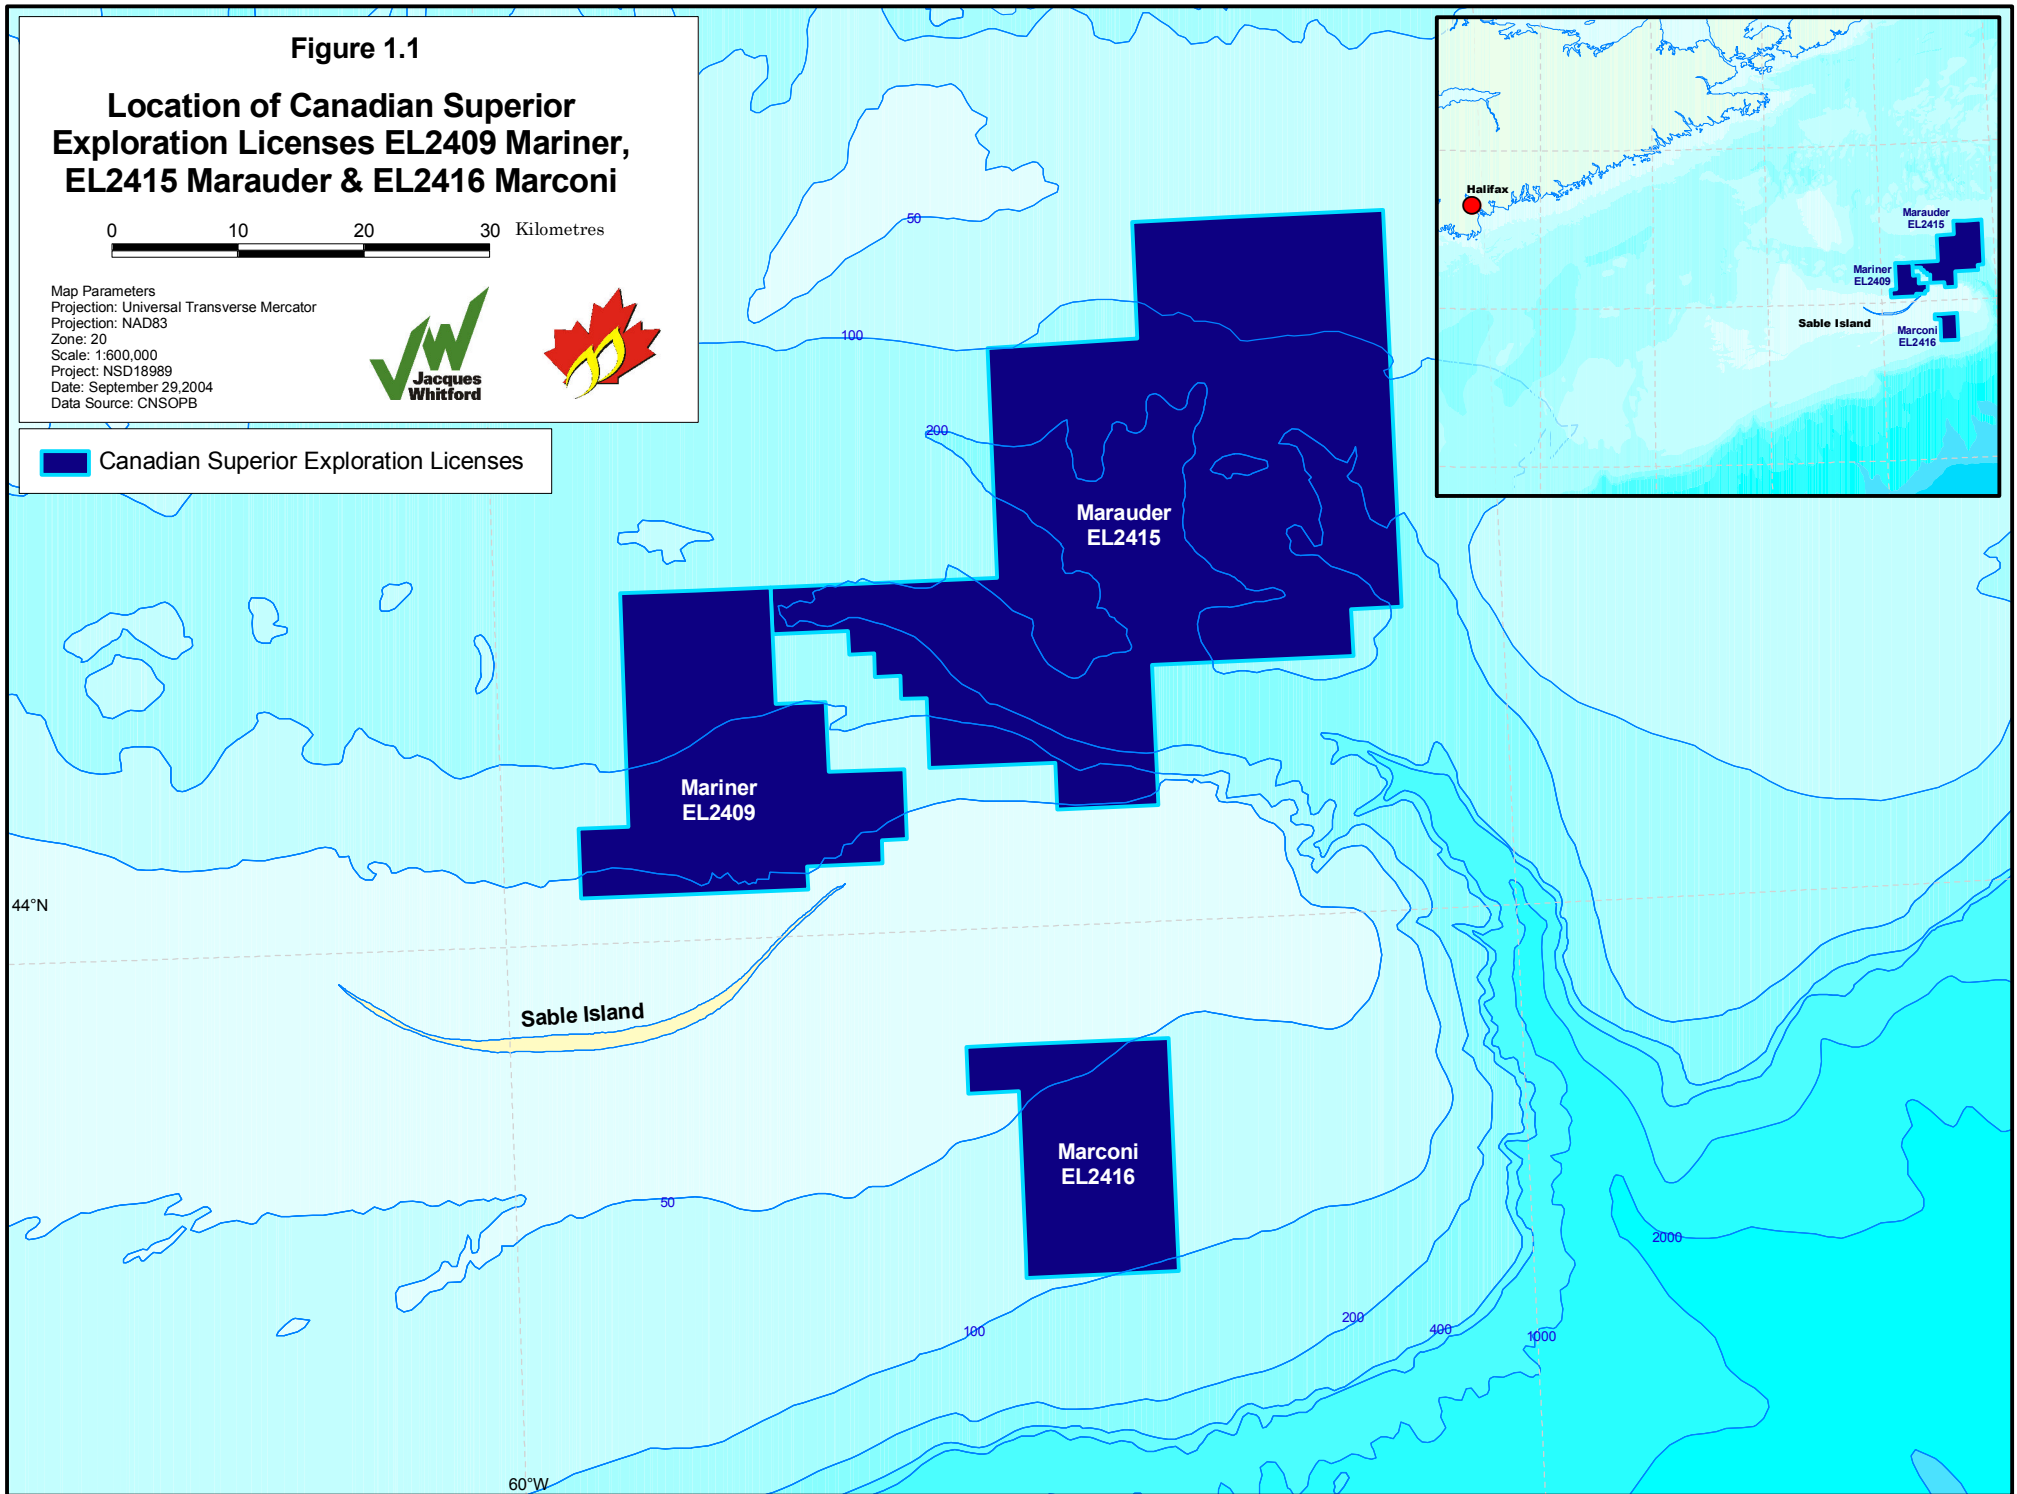 Figure 1.1
Location of Canadian Superior
Exploration Licenses EL2409 Mariner,
EL2415 Marauder & EL2416 Marconi
0 10 20 30 Kilometres
Map Parameters
Projection: Universal Transverse Mercator
Projection: NAD83
Zone: 20
Scale: 1:600,000
Project: NSD18989
Date: September 29,2004
Data Source: CNSOPB
JW
Jacques
Whitford
Canadian Superior Exploration Licenses
Halifax
Marauder
EL2415
Mariner
EL2409
Sable Island
Marconi
EL2416
50
100
200
Marauder
EL2415
Mariner
EL2409
44°N
Sable Island
Marconi
EL2416
50
2000
100
200
400
1000
60°W